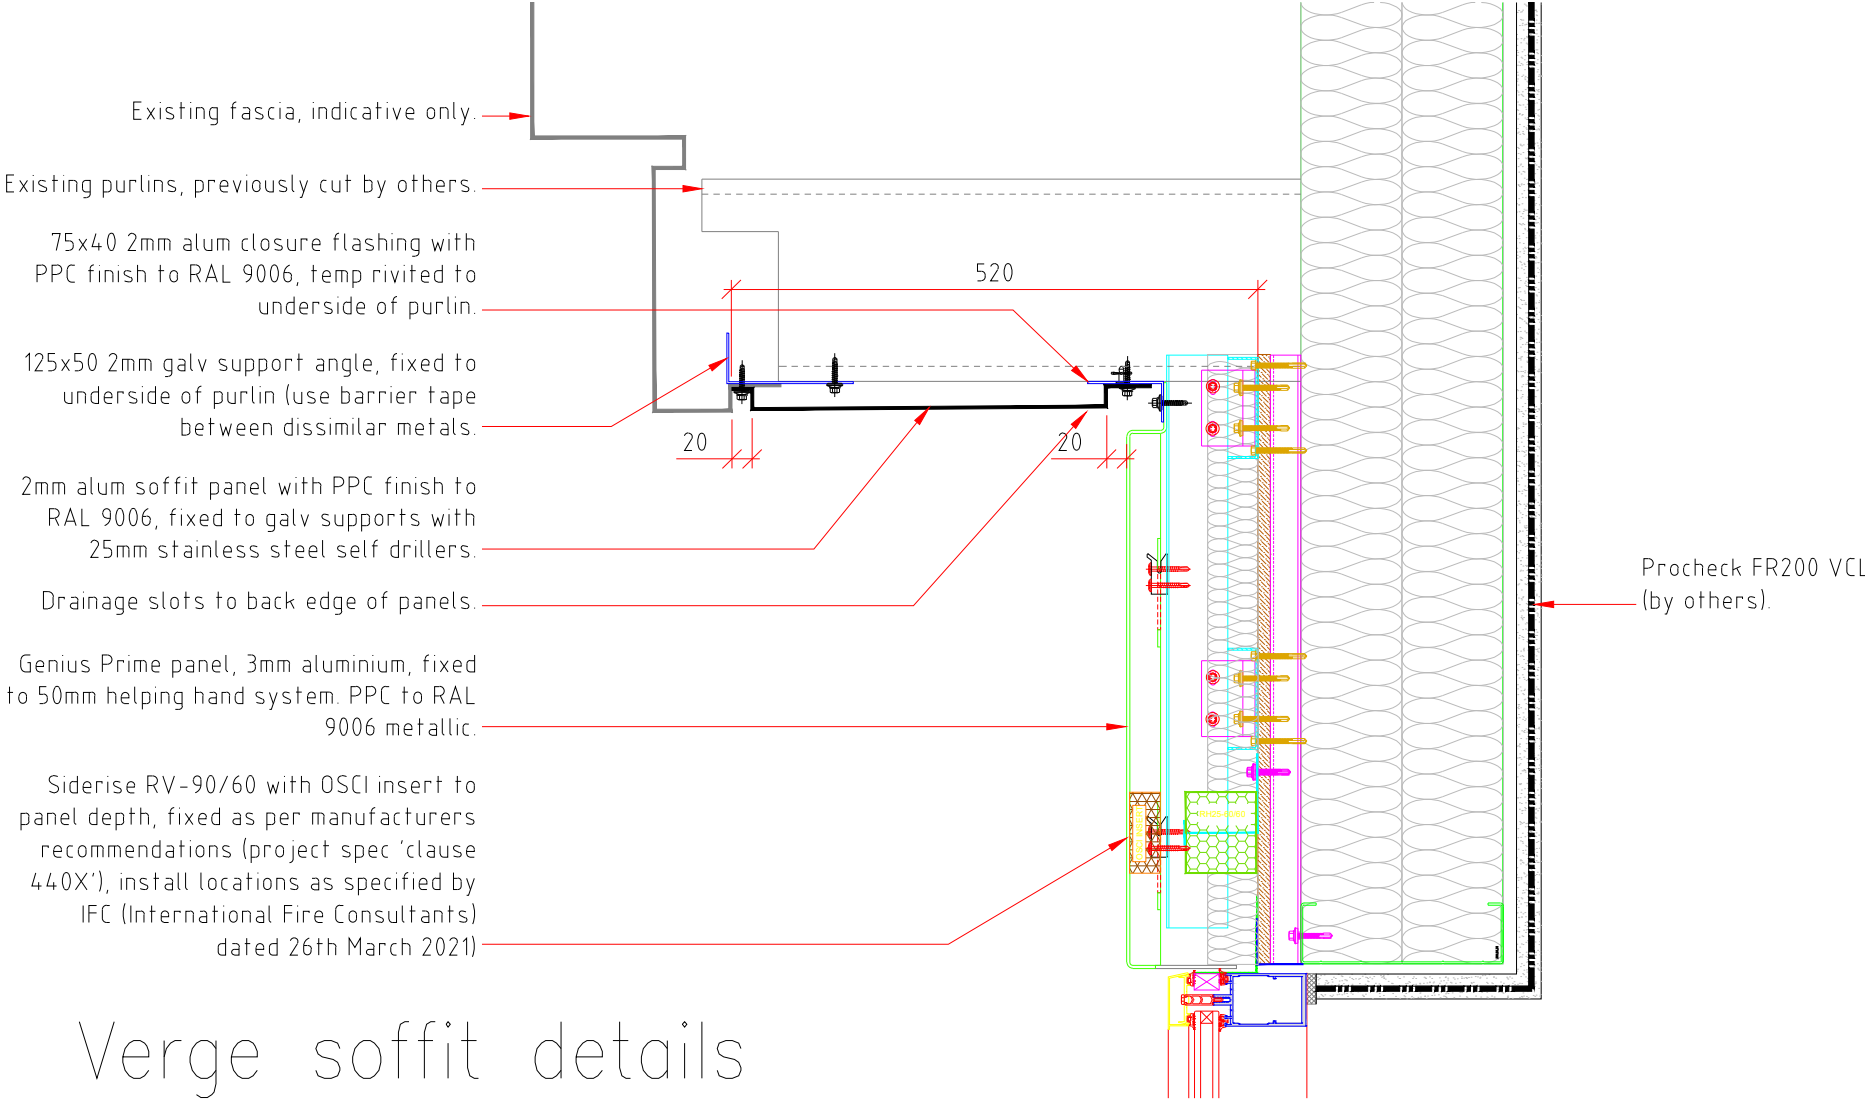 Existing fascia, indicative only.
Existing purlins, previously cut by others.
75x40 2mm alum closure flashing with
PPC finish to RAL 9006, temp rivited to
underside of purlin.
520
125x50 2mm galv support angle, fixed to
underside of purlin (use barrier tape
between dissimilar metals.
20
20
2mm alum soffit panel with PPC finish to
RAL 9006, fixed to galv supports with
25mm stainless steel self drillers.
Drainage slots to back edge of panels.
Procheck FR200 VCL
(by others).
Genius Prime panel, 3mm aluminium, fixed
to 50mm helping hand system. PPC to RAL
9006 metallic.
Siderise RV-90/60 with OSCI insert to
panel depth, fixed as per manufacturers
recommendations (project spec 'clause
440X'), install locations as specified by
IFC (International Fire Consultants)
dated 26th March 2021)
Verge soffit details